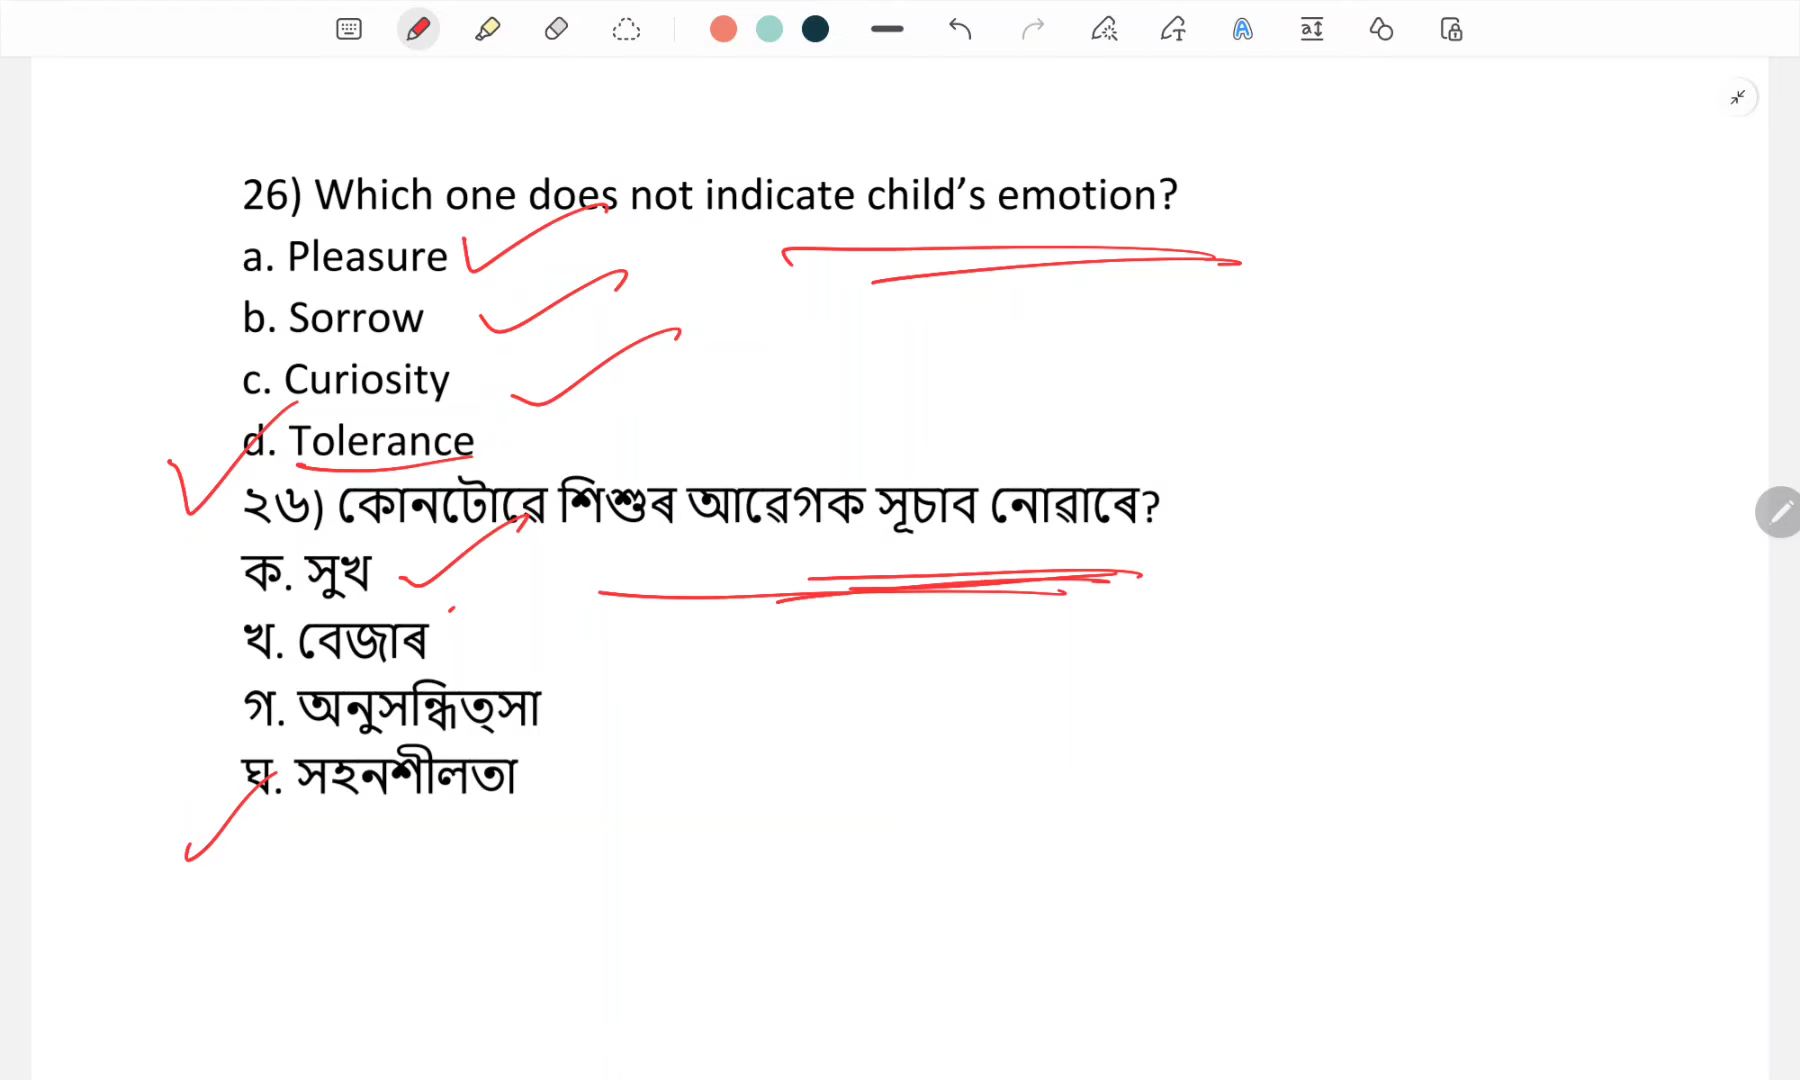 26) Which one does not indicate child’s emotion?
a. Pleasure
b. Sorrow
c. Curiosity
d. Tolerance
২৬) কোনটোৱে শিশুৰ আৱেগক সূচাব নোৱাৰে?
ক. সুখ
খ. বেজাৰ
গ. অনুসন্ধিত্সা
ঘ. সহনশীলতা